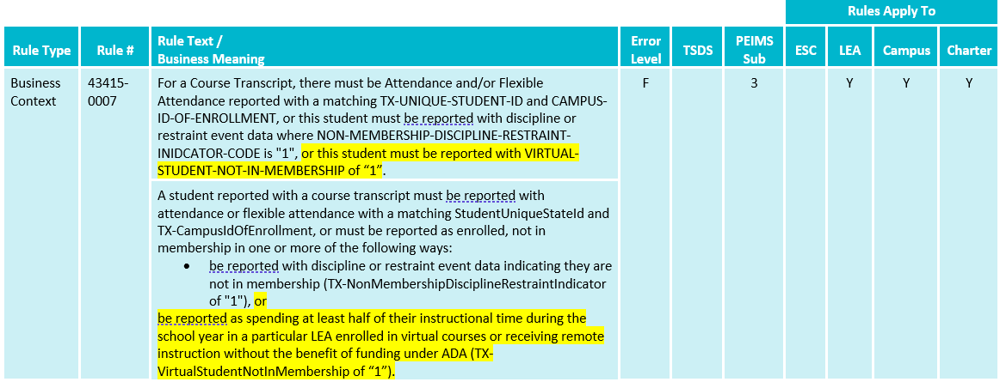 Rules Apply To
Rule Type
Rule #
Rule Text /
Business Meaning
Error
Level
TSDS
PEIMS
Sub
ESC
LEA
Campus
Charter
Business
Context
43415-
0007
For a Course Transcript, there must be Attendance and/or Flexible
Attendance reported with a matching TX-UNIQUE-STUDENT-ID and CAMPUS-
ID-OF-ENROLLMENT, or this student must be reported with discipline or
restraint event data where NON-MEMBERSHIP-DISCIPLINE-RESTRAINT-
INIDCATOR-CODE is "1", or this student must be reported with VIRTUAL-
STUDENT-NOT-IN-MEMBERSHIP of “1”.
F
3
Y
Y
Y
A student reported with a course transcript must be reported with
attendance or flexible attendance with a matching StudentUniqueStateId and
TX-CampusIdOfEnrollment, or must be reported as enrolled, not in
membership in one or more of the following ways:
• be reported with discipline or restraint event data indicating they are
not in membership (TX-NonMembershipDisciplineRestraintIndicator
of "1"), or
be reported as spending at least half of their instructional time during the
school year in a particular LEA enrolled in virtual courses or receiving remote
instruction without the benefit of funding under ADA (TX-
VirtualStudentNotInMembership of “1”).